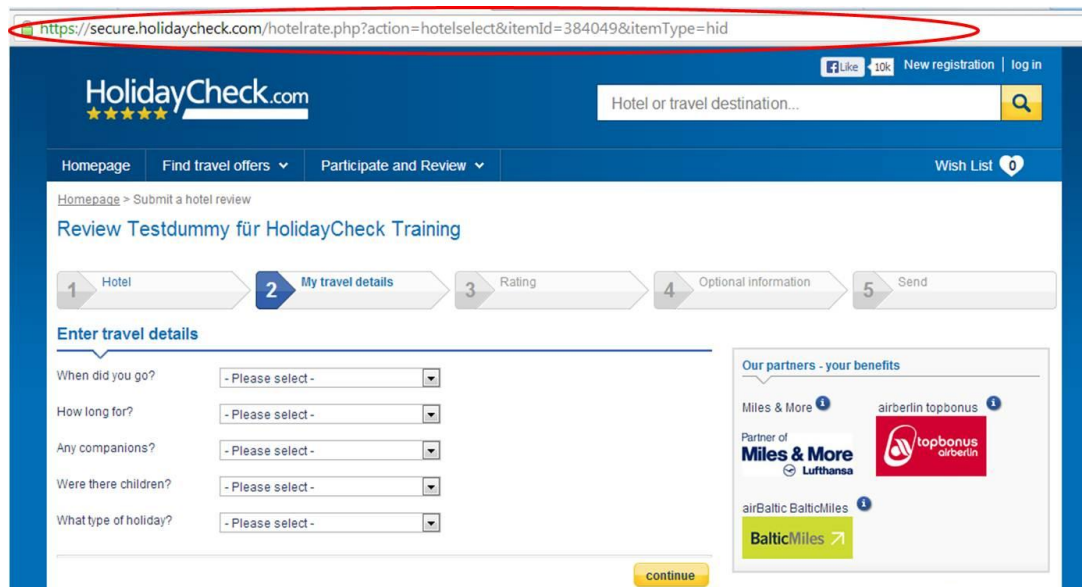 https://secure.holidaycheck.com/hotelrate.php?action=hotelselect&itemId=384049&itemType=hid
Like 10k New registration | log in
HolidayCheck.com
Hotel or travel destination...
Homepage Find travel offers Participate and Review Wish List 0
Homepage > Submit a hotel review
Review Testdummy für HolidayCheck Training
1 Hotel 2 My travel details 3 Rating 4 Optional information 5 Send
Enter travel details
When did you go? - Please select -
How long for? - Please select -
Any companions? - Please select -
Were there children? - Please select -
What type of holiday? - Please select -
continue
Our partners - your benefits
Miles & More i airberlin topbonus i
Partner of
Miles & More
Lufthansa
topbonus
airberlin
airBaltic BalticMiles i
BalticMiles